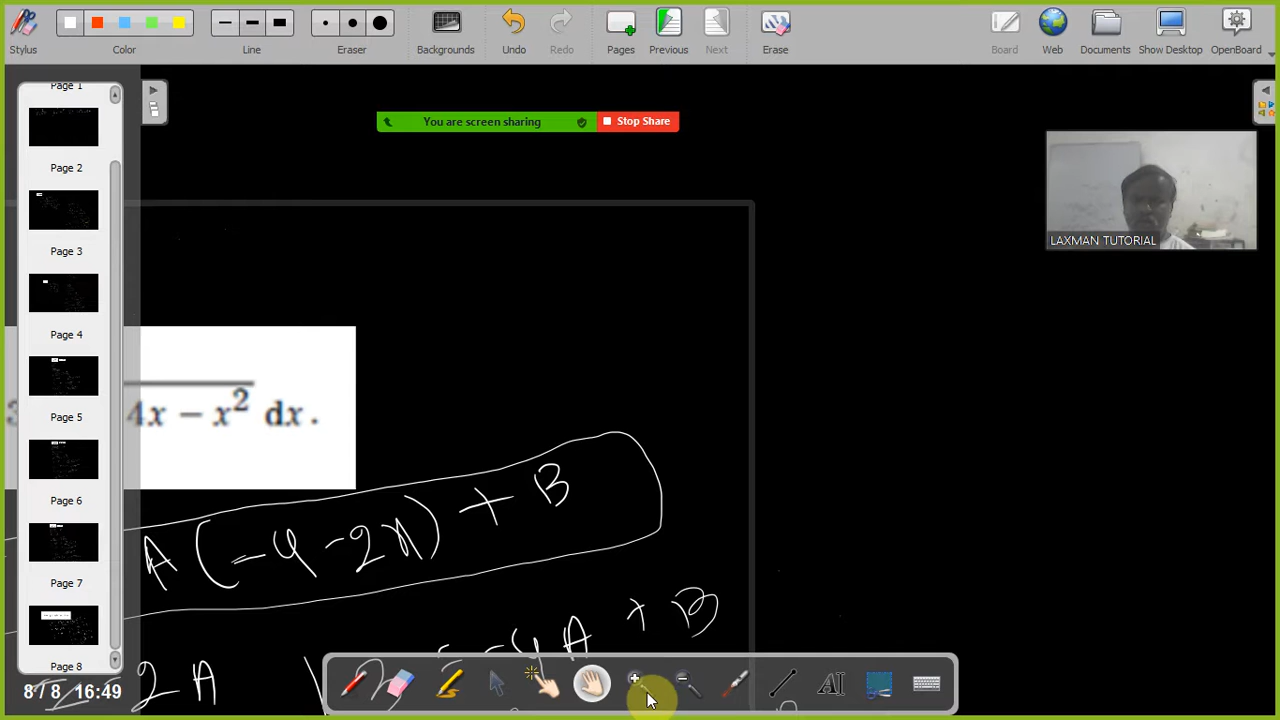 Stylus
Color
Line
Eraser
Backgrounds
Undo
Redo
Pages
Previous
Next
Erase
Board
Web
Documents
Show Desktop
OpenBoard
You are screen sharing
Stop Share
LAXMAN TUTORIAL
Page 1
Page 2
Page 3
Page 4
Page 5
Page 6
Page 7
Page 8
8 / 8 16:49
4x − x² dx .
A(-4-2x) + B
-4A + B
2A